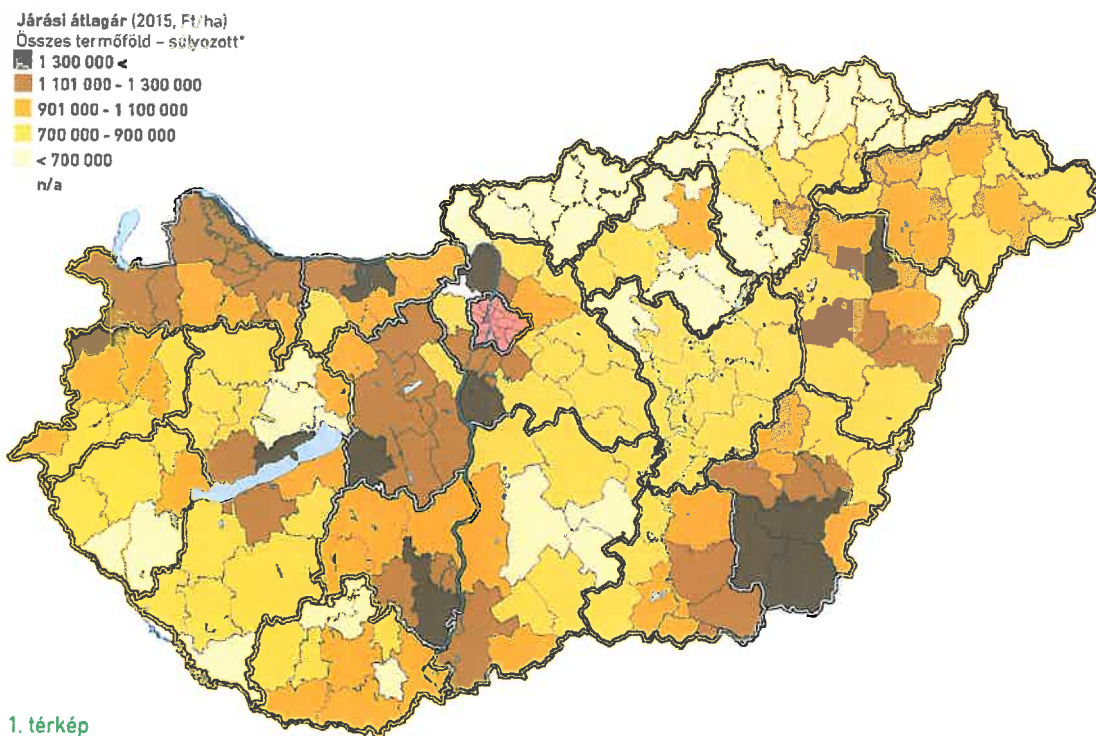 Járási átlagár (2015, Ft/ha)
Összes termőföld – súlyozott*
1 300 000 <
1 101 000 - 1 300 000
901 000 - 1 100 000
700 000 - 900 000
< 700 000
n/a
1. térkép